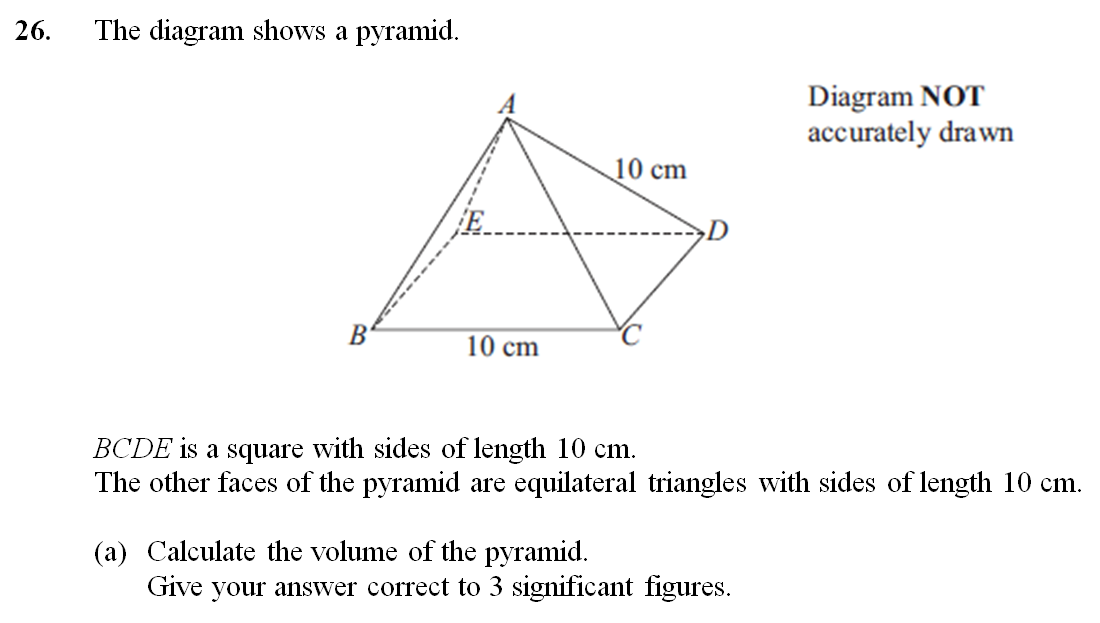 26. The diagram shows a pyramid.
Diagram NOT
accurately drawn
A
10 cm
E
D
B
C
10 cm
BCDE is a square with sides of length 10 cm.
The other faces of the pyramid are equilateral triangles with sides of length 10 cm.
(a) Calculate the volume of the pyramid.
Give your answer correct to 3 significant figures.